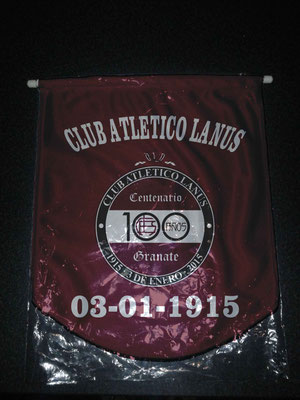 CLUB ATLETICO LANUS
CLUB ATLETICO LANUS
Centenario
100
AÑOS
Granate
1915 - 3 DE ENERO - 2015
03-01-1915